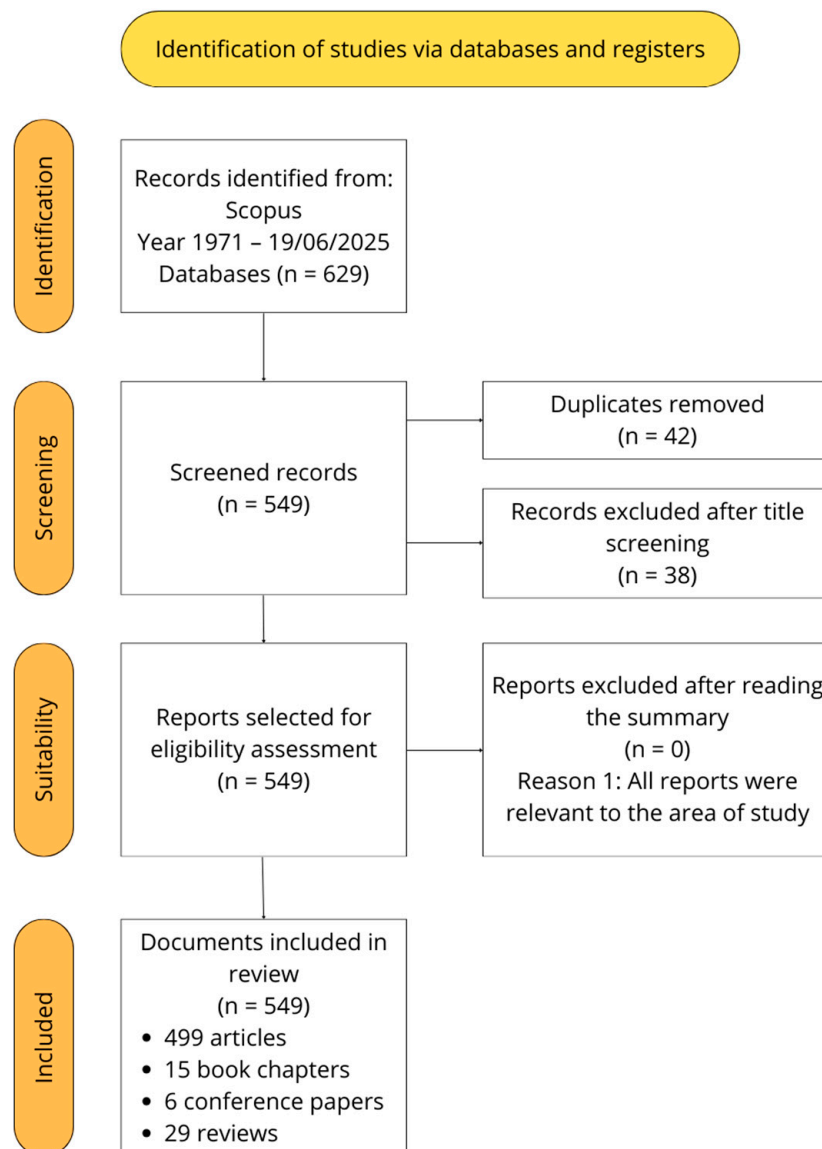 Identification of studies via databases and registers
Identification
Records identified from:
Scopus
Year 1971 – 19/06/2025
Databases (n = 629)
Screening
Screened records
(n = 549)
Duplicates removed
(n = 42)
Records excluded after title
screening
(n = 38)
Suitability
Reports selected for
eligibility assessment
(n = 549)
Reports excluded after reading
the summary
(n = 0)
Reason 1: All reports were
relevant to the area of study
Included
Documents included in
review
(n = 549)
• 499 articles
• 15 book chapters
• 6 conference papers
• 29 reviews